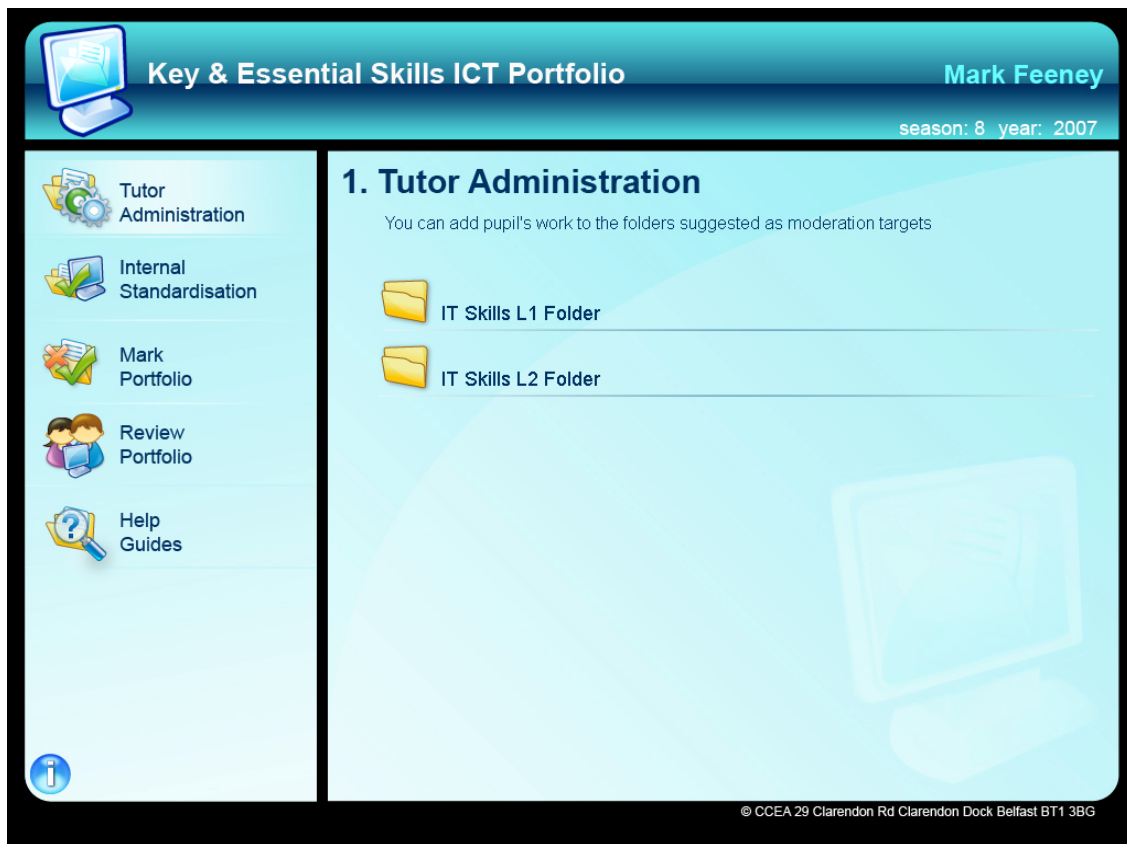 Key & Essential Skills ICT Portfolio
Mark Feeney
season: 8 year: 2007
Tutor
Administration
Internal
Standardisation
Mark
Portfolio
Review
Portfolio
Help
Guides
1. Tutor Administration
You can add pupil's work to the folders suggested as moderation targets
IT Skills L1 Folder
IT Skills L2 Folder
© CCEA 29 Clarendon Rd Clarendon Dock Belfast BT1 3BG